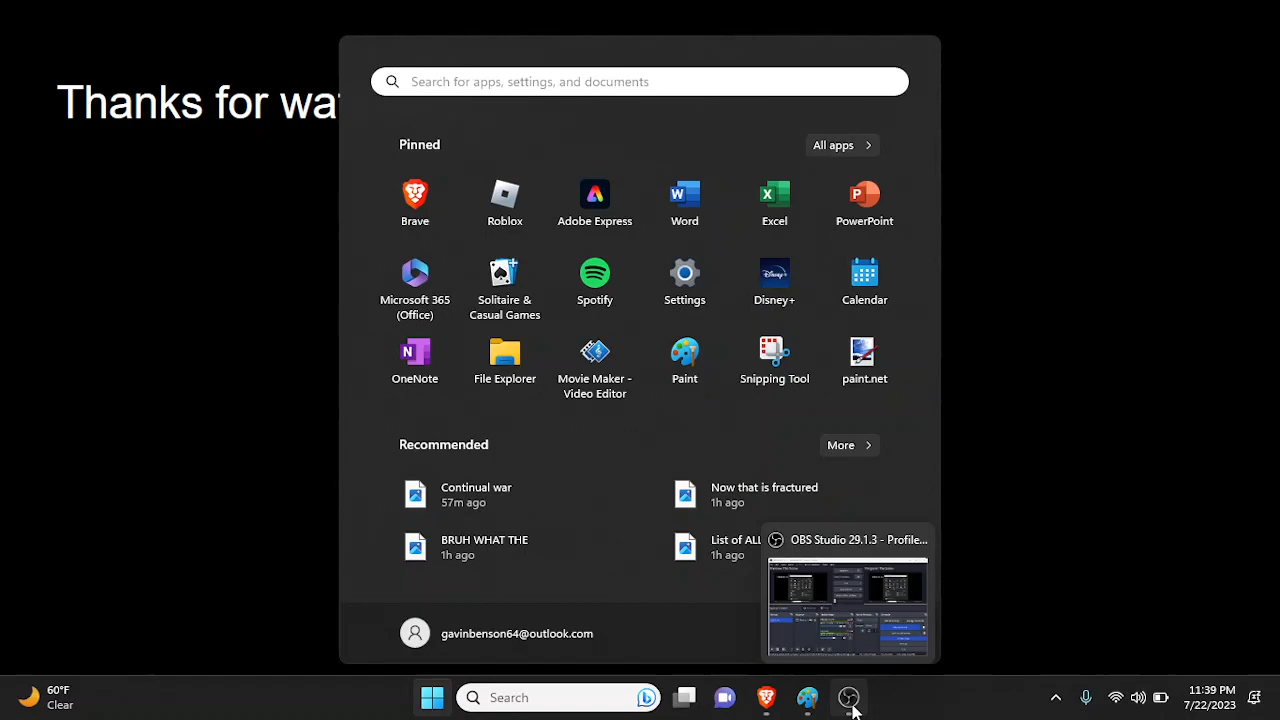 Thanks for wa
Search for apps, settings, and documents
Pinned
All apps
Brave
Roblox
Adobe Express
Word
Excel
PowerPoint
Microsoft 365
(Office)
Solitaire &
Casual Games
Spotify
Settings
Disney+
Calendar
OneNote
File Explorer
Movie Maker -
Video Editor
Paint
Snipping Tool
paint.net
Recommended
More
Continual war
57m ago
Now that is fractured
1h ago
BRUH WHAT THE
1h ago
List of ALL
1h ago
OBS Studio 29.1.3 - Profile...
gavinbenson64@outlook.com
60°F
Clear
Search
11:39 PM
7/22/2023